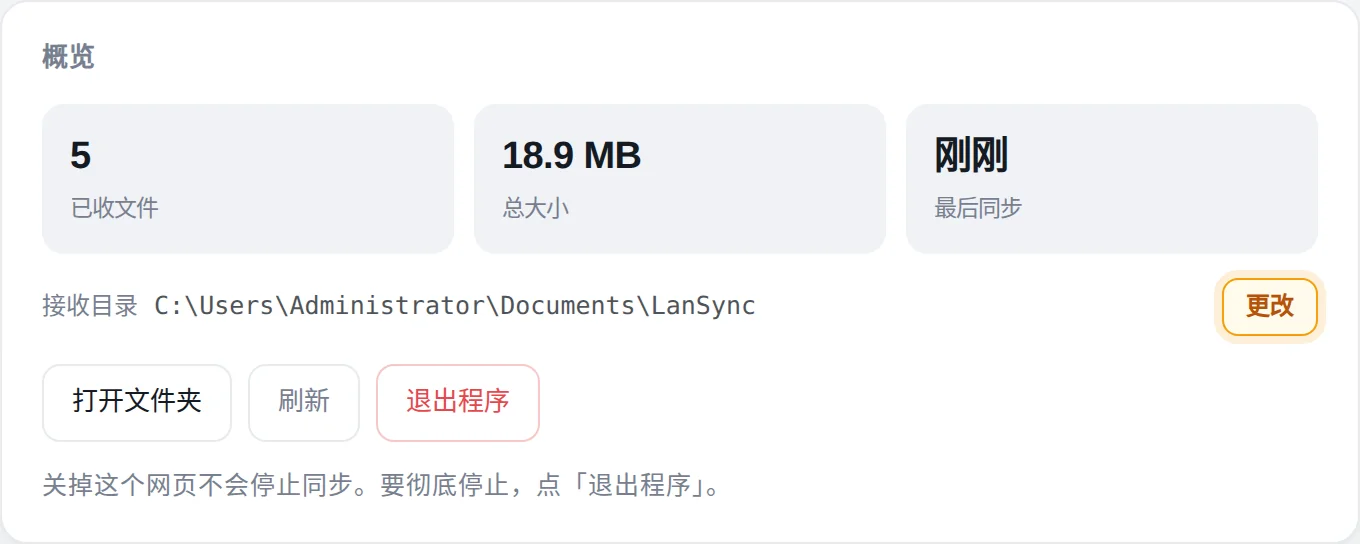 概览
5
已收文件
18.9 MB
总大小
刚刚
最后同步
接收目录 C:\Users\Administrator\Documents\LanSync
更改
打开文件夹
刷新
退出程序
关掉这个网页不会停止同步。要彻底停止，点「退出程序」。